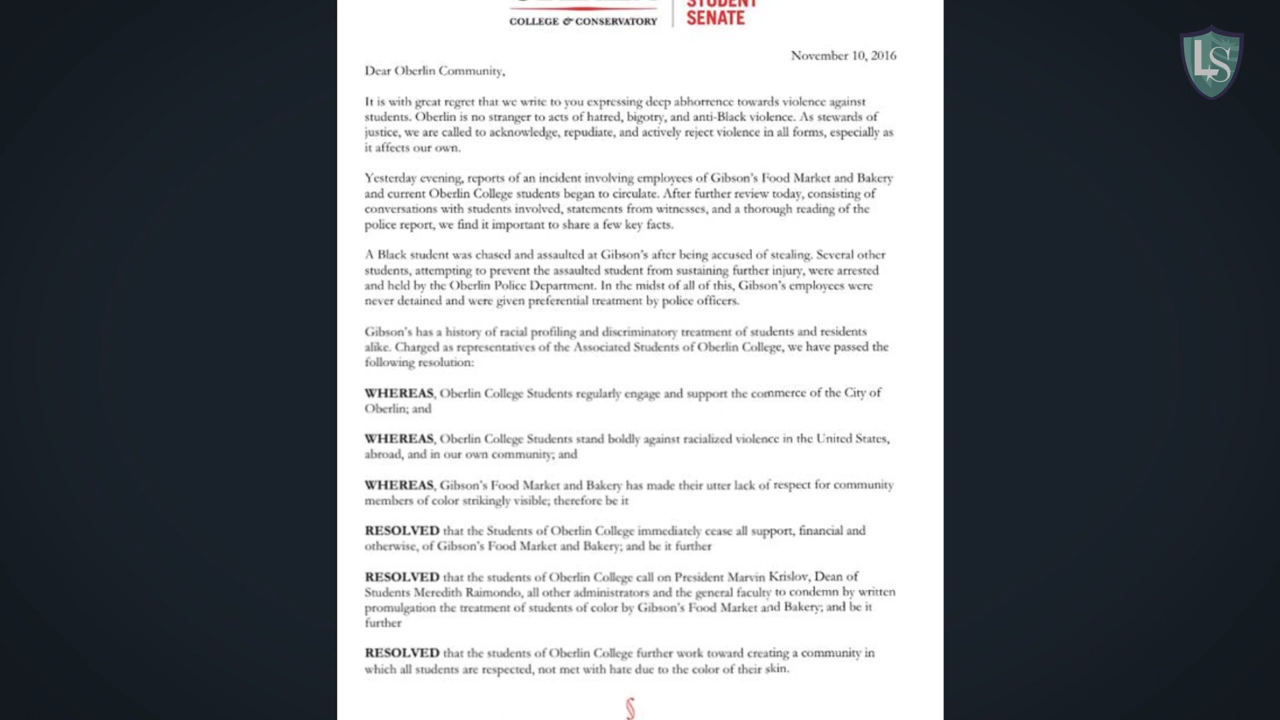 COLLEGE & CONSERVATORY
STUDENT
SENATE
LS
November 10, 2016
Dear Oberlin Community,
It is with great regret that we write to you expressing deep abhorrence towards violence against
students. Oberlin is no stranger to acts of hatred, bigotry, and anti-Black violence. As stewards of
justice, we are called to acknowledge, repudiate, and actively reject violence in all forms, especially as
it affects our own.
Yesterday evening, reports of an incident involving employees of Gibson's Food Market and Bakery
and current Oberlin College students began to circulate. After further review today, consisting of
conversations with students involved, statements from witnesses, and a thorough reading of the
police report, we find it important to share a few key facts.
A Black student was chased and assaulted at Gibson's after being accused of stealing. Several other
students, attempting to prevent the assaulted student from sustaining further injury, were arrested
and held by the Oberlin Police Department. In the midst of all of this, Gibson's employees were
never detained and were given preferential treatment by police officers.
Gibson's has a history of racial profiling and discriminatory treatment of students and residents
alike. Charged as representatives of the Associated Students of Oberlin College, we have passed the
following resolution:
WHEREAS, Oberlin College Students regularly engage and support the commerce of the City of
Oberlin; and
WHEREAS, Oberlin College Students stand boldly against racialized violence in the United States,
abroad, and in our own community; and
WHEREAS, Gibson's Food Market and Bakery has made their utter lack of respect for community
members of color strikingly visible; therefore be it
RESOLVED that the Students of Oberlin College immediately cease all support, financial and
otherwise, of Gibson's Food Market and Bakery; and be it further
RESOLVED that the students of Oberlin College call on President Marvin Krislov, Dean of
Students Meredith Raimondo, all other administrators and the general faculty to condemn by written
promulgation the treatment of students of color by Gibson's Food Market and Bakery; and be it
further
RESOLVED that the students of Oberlin College further work toward creating a community in
which all students are respected, not met with hate due to the color of their skin.